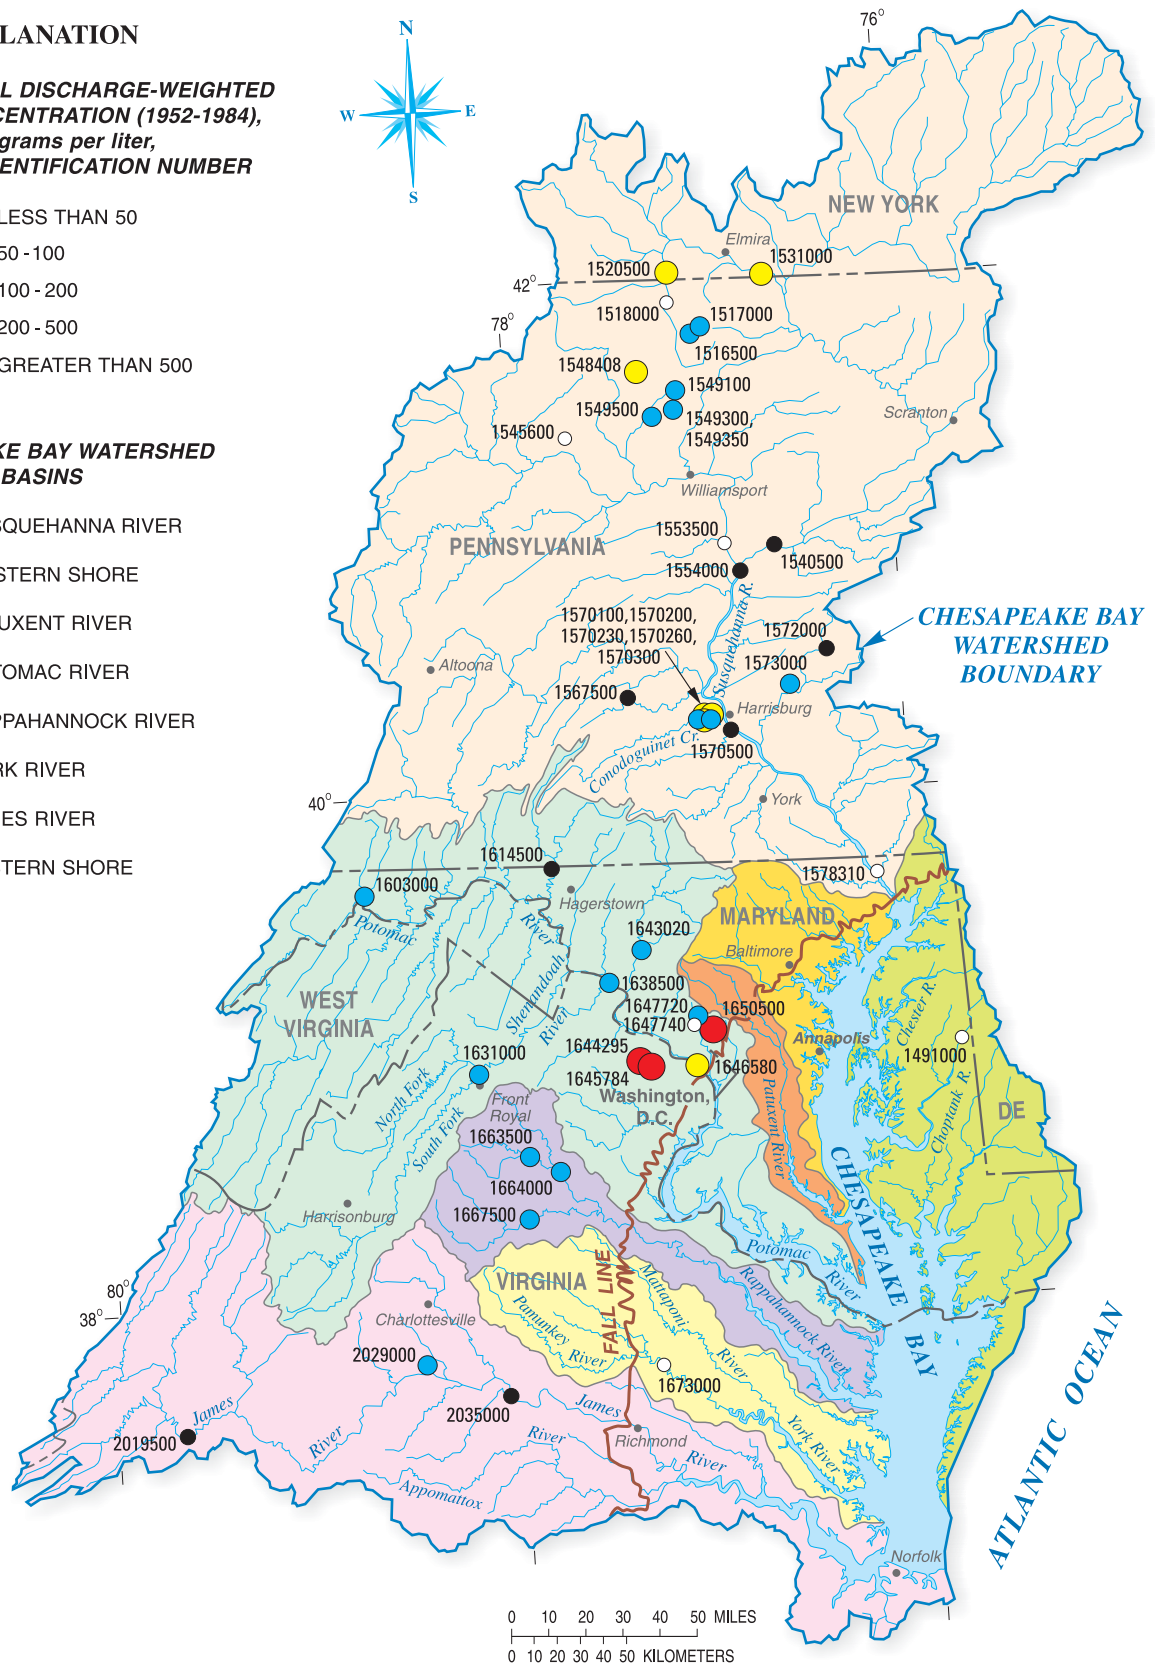 LANATION
L DISCHARGE-WEIGHTED
CENTRATION (1952-1984),
grams per liter,
ENTIFICATION NUMBER
LESS THAN 50
50 - 100
100 - 200
200 - 500
GREATER THAN 500
KE BAY WATERSHED
BASINS
SQUEHANNA RIVER
STERN SHORE
UXENT RIVER
TOMAC RIVER
PPAHANNOCK RIVER
RK RIVER
ES RIVER
STERN SHORE
N
W
E
S
76°
NEW YORK
Elmira
1520500
1531000
42°
1518000
1517000
78°
1516500
1548408
1549100
1549500
1549300,
1549350
Scranton
1545600
Williamsport
1553500
PENNSYLVANIA
1540500
1554000
Susquehanna R.
1570100,1570200,
1570230,1570260,
1570300
1572000
CHESAPEAKE BAY
WATERSHED
BOUNDARY
Altoona
1573000
1567500
Harrisburg
1570500
Conodoguinet Cr.
40°
York
1614500
1578310
1603000
Hagerstown
MARYLAND
Potomac
River
1643020
Baltimore
1638500
WEST
VIRGINIA
Shenandoah
River
1647720
1650500
1647740
Chester R.
Annapolis
1491000
1644295
1645784
1646580
1631000
Washington,
D.C.
North Fork
South Fork
Front
Royal
Patuxent River
Choptank R.
DE
1663500
1664000
1667500
CHESAPEAKE
BAY
Harrisonburg
Potomac
River
VIRGINIA
FALL LINE
Mattaponi
River
Rappahannock River
80°
38°
Charlottesville
Pamunkey
River
2029000
1673000
2035000
James
River
James
River
York River
2019500
Richmond
River
Appomattox
ATLANTIC OCEAN
Norfolk
0 10 20 30 40 50 MILES
0 10 20 30 40 50 KILOMETERS